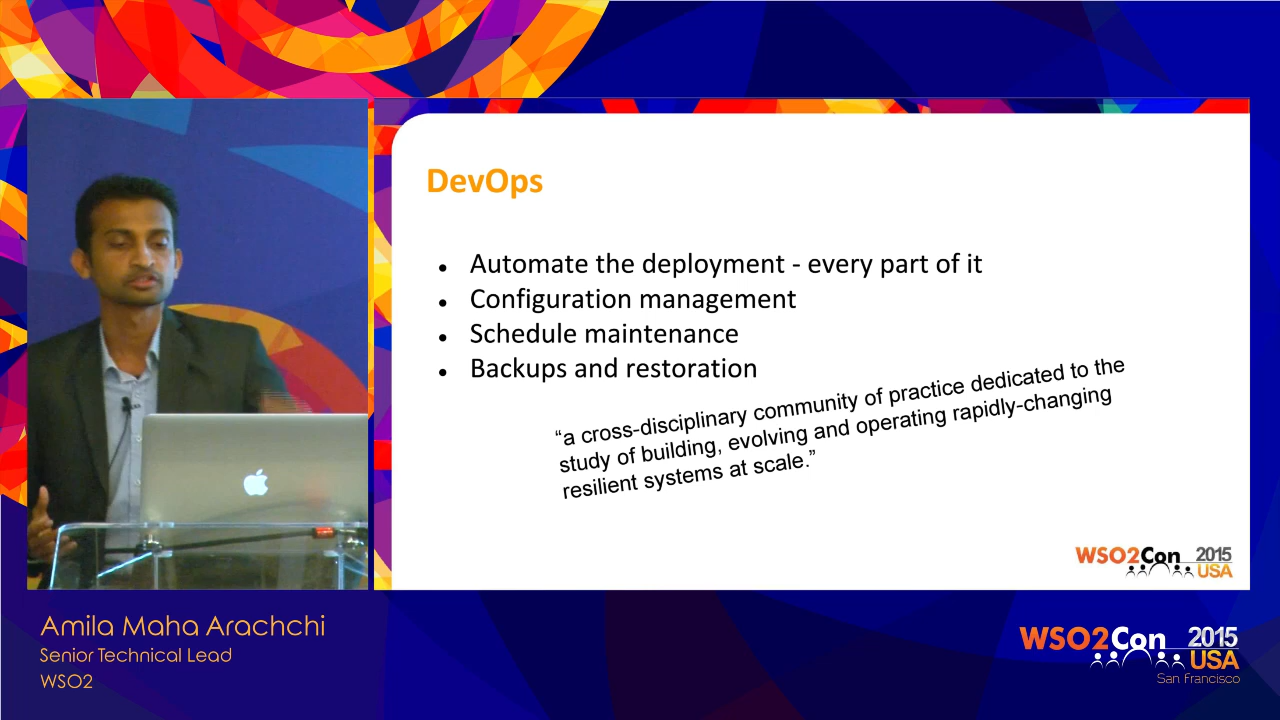 DevOps
Automate the deployment - every part of it
Configuration management
Schedule maintenance
Backups and restoration
“a cross-disciplinary community of practice dedicated to the
study of building, evolving and operating rapidly-changing
resilient systems at scale.”
WSO2Con 2015
USA
Amila Maha Arachchi
Senior Technical Lead
WSO2
WSO2Con 2015
USA
San Francisco